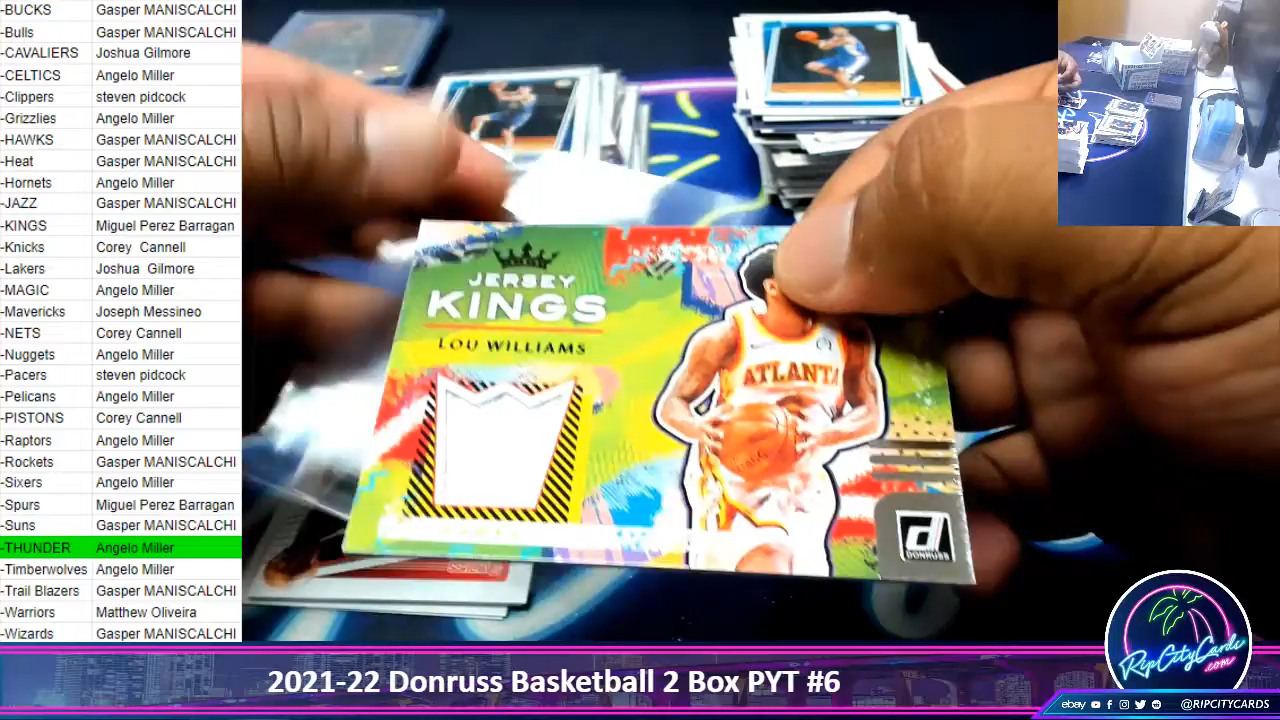 -BUCKS Gasper MANISCALCHI
-Bulls Gasper MANISCALCHI
-CAVALIERS Joshua Gilmore
-CELTICS Angelo Miller
-Clippers steven pidcock
-Grizzlies Angelo Miller
-HAWKS Gasper MANISCALCHI
-Heat Gasper MANISCALCHI
-Hornets Angelo Miller
-JAZZ Gasper MANISCALCHI
-KINGS Miguel Perez Barragan
-Knicks Corey Cannell
-Lakers Joshua Gilmore
-MAGIC Angelo Miller
-Mavericks Joseph Messineo
-NETS Corey Cannell
-Nuggets Angelo Miller
-Pacers steven pidcock
-Pelicans Angelo Miller
-PISTONS Corey Cannell
-Raptors Angelo Miller
-Rockets Gasper MANISCALCHI
-Sixers Angelo Miller
-Spurs Miguel Perez Barragan
-Suns Gasper MANISCALCHI
-THUNDER Angelo Miller
-Timberwolves Angelo Miller
-Trail Blazers Gasper MANISCALCHI
-Warriors Matthew Oliveira
-Wizards Gasper MANISCALCHI
JERSEY
KINGS
LOU WILLIAMS
ATLANTA
d
DONRUSS
RipCityCards
.com
2021-22 Donruss Basketball 2 Box PYT #6
ebay @RIPCITYCARDS